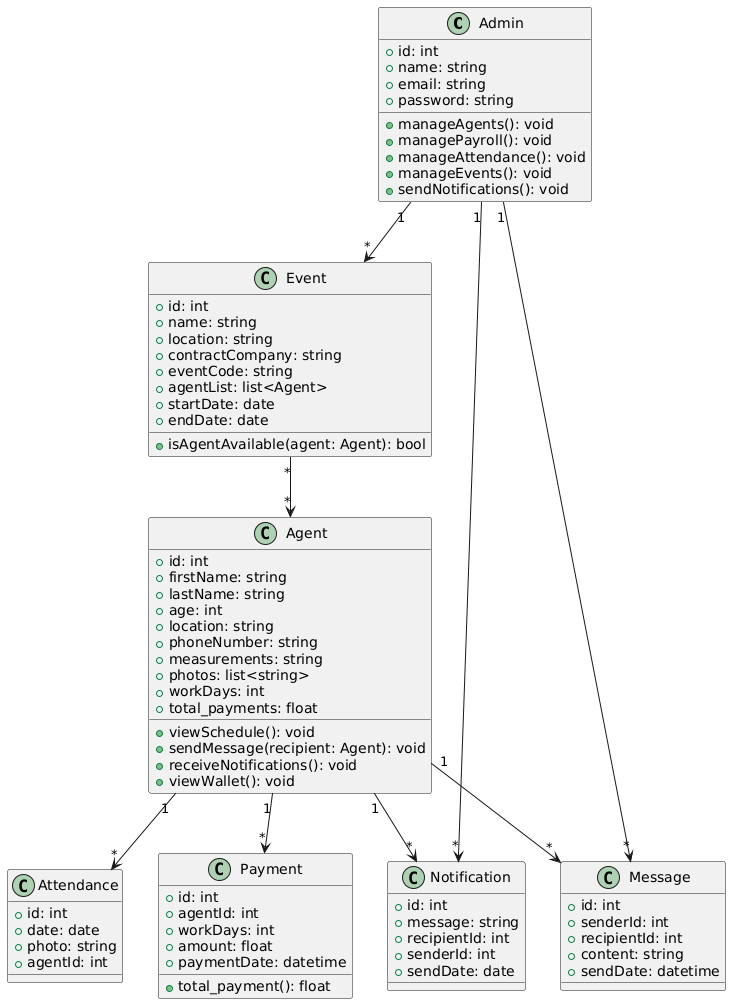 C Admin
id: int
name: string
email: string
password: string
manageAgents(): void
managePayroll(): void
manageAttendance(): void
manageEvents(): void
sendNotifications(): void
1 1 1
*
C Event
id: int
name: string
location: string
contractCompany: string
eventCode: string
agentList: list<Agent>
startDate: date
endDate: date
isAgentAvailable(agent: Agent): bool
*
*
C Agent
id: int
firstName: string
lastName: string
age: int
location: string
phoneNumber: string
measurements: string
photos: list<string>
workDays: int
total_payments: float
viewSchedule(): void
sendMessage(recipient: Agent): void
receiveNotifications(): void
viewWallet(): void
1
1 1 1
* * * * * *
C Attendance
id: int
date: date
photo: string
agentId: int
C Payment
id: int
agentId: int
workDays: int
amount: float
paymentDate: datetime
total_payment(): float
C Notification
id: int
message: string
recipientId: int
senderId: int
sendDate: date
C Message
id: int
senderId: int
recipientId: int
content: string
sendDate: datetime